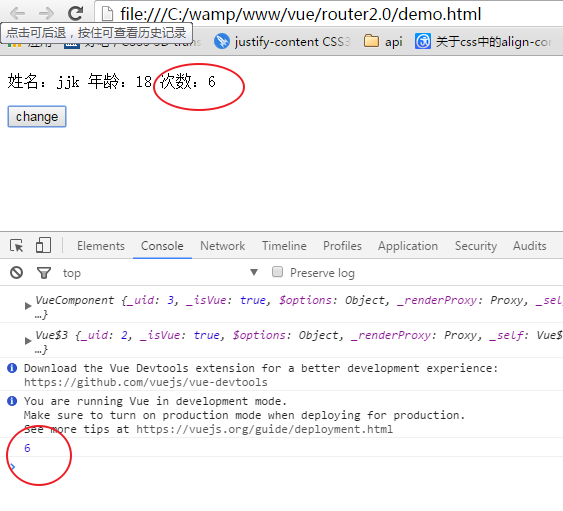 file:///C:/wamp/www/vue/router2.0/demo.html
点击可后退，按住可查看历史记录
justify-content CSS3
api
关于css中的align-con
姓名：jjk 年龄：18 次数：6
change
Elements Console Network Timeline Profiles Application Security Audits
top Preserve log
VueComponent {_uid: 3, _isVue: true, $options: Object, _renderProxy: Proxy, _sel
…}
Vue$3 {_uid: 2, _isVue: true, $options: Object, _renderProxy: Proxy, _self: Vue$
…}
Download the Vue Devtools extension for a better development experience:
https://github.com/vuejs/vue-devtools
You are running Vue in development mode.
Make sure to turn on production mode when deploying for production.
See more tips at https://vuejs.org/guide/deployment.html
6